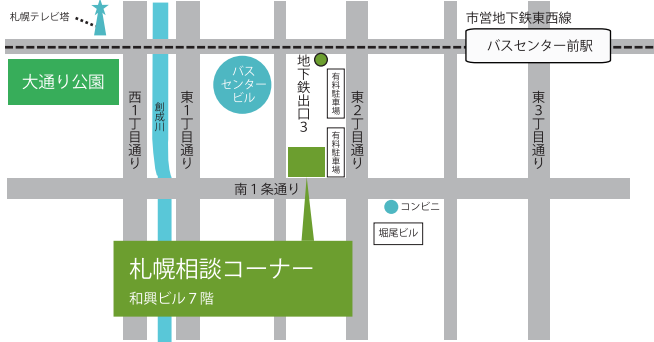 札幌テレビ塔
市営地下鉄東西線
バスセンター前駅
大通り公園
バス
センター
ビル
地下鉄出口3
有料駐車場
有料駐車場
西1丁目通り
創成川
東1丁目通り
東2丁目通り
東3丁目通り
南1条通り
コンビニ
堀尾ビル
札幌相談コーナー
和興ビル7階